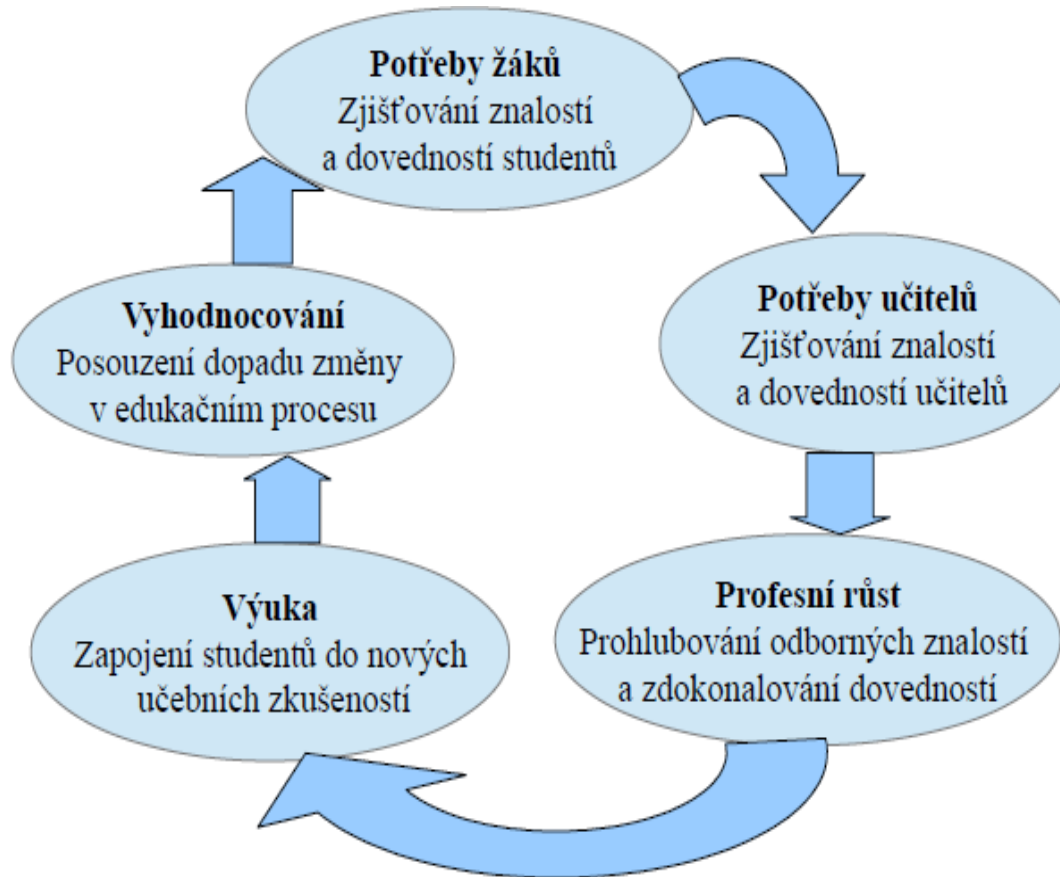 Potřeby žáků
Zjišťování znalostí
a dovedností studentů
Potřeby učitelů
Zjišťování znalostí
a dovedností učitelů
Profesní růst
Prohlubování odborných znalostí
a zdokonalování dovedností
Výuka
Zapojení studentů do nových
učebních zkušeností
Vyhodnocování
Posouzení dopadu změny
v edukačním procesu